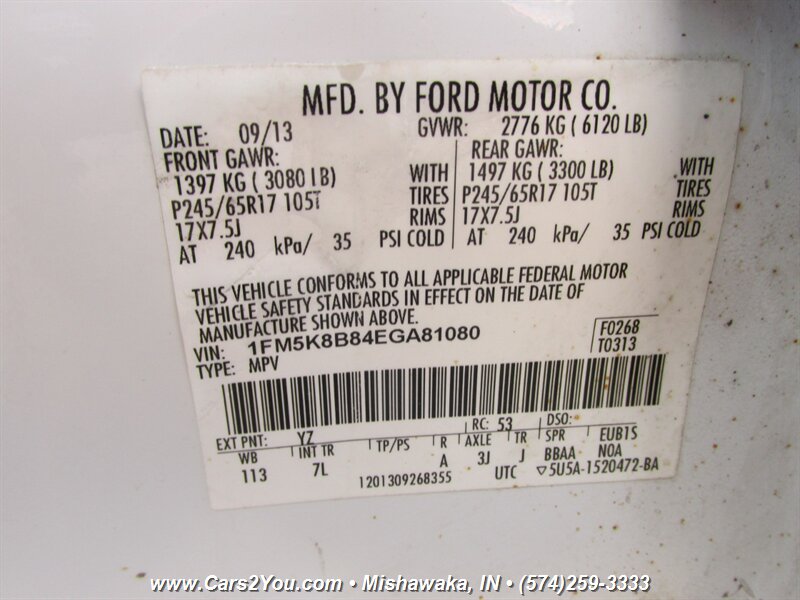 MFD. BY FORD MOTOR CO.
DATE: 09/13 GVWR: 2776 KG ( 6120 LB)
FRONT GAWR: REAR GAWR:
1397 KG ( 3080 LB) WITH 1497 KG ( 3300 LB) WITH
P245/65R17 105T TIRES P245/65R17 105T TIRES
17X7.5J RIMS 17X7.5J RIMS
AT 240 kPa/ 35 PSI COLD AT 240 kPa/ 35 PSI COLD
THIS VEHICLE CONFORMS TO ALL APPLICABLE FEDERAL MOTOR
VEHICLE SAFETY STANDARDS IN EFFECT ON THE DATE OF
MANUFACTURE SHOWN ABOVE.
VIN: 1FM5K8B84EGA81080 F0268
TYPE: MPV T0313
EXT PNT: YZ RC: 53 DSO:
WB INT TR TP/PS R AXLE TR SPR EUB1S
113 7L A 3J J BBAA N0A
1201309268355 UTC ▽5U5A-1520472-BA
www.Cars2You.com • Mishawaka, IN • (574)259-3333